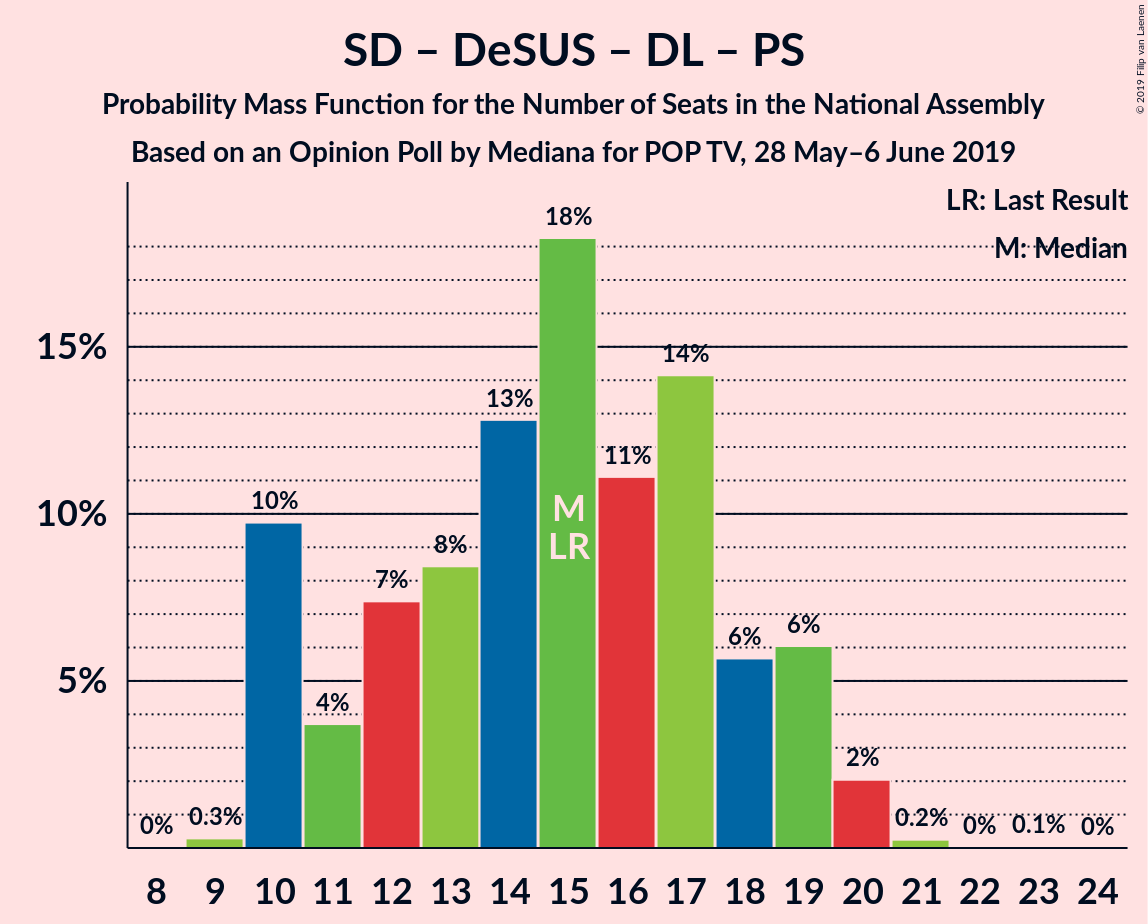 SD – DeSUS – DL – PS
Probability Mass Function for the Number of Seats in the National Assembly
Based on an Opinion Poll by Mediana for POP TV, 28 May–6 June 2019
© 2019 Filip van Laenen
LR: Last Result
M: Median
15%
10%
5%
0%
0.3%
10%
4%
7%
8%
13%
18%
11%
14%
6%
6%
2%
0.2%
0%
0.1%
0%
M
LR
8 9 10 11 12 13 14 15 16 17 18 19 20 21 22 23 24